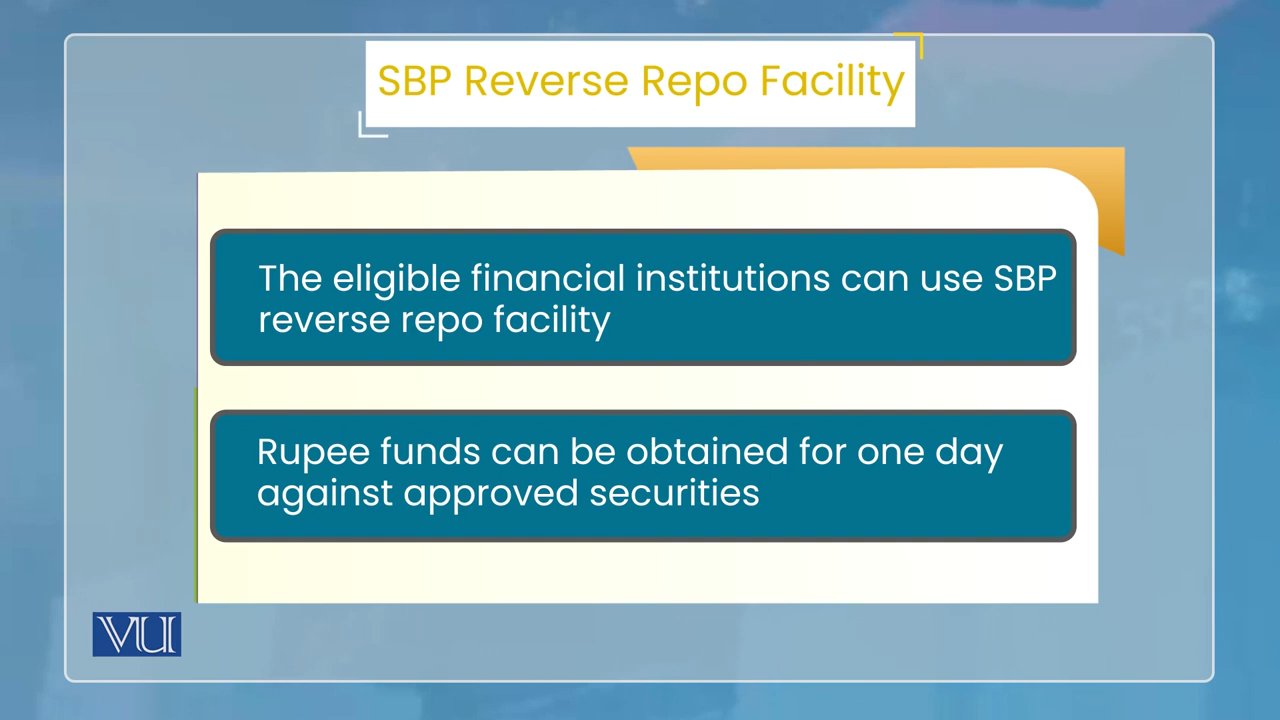 SBP Reverse Repo Facility
The eligible financial institutions can use SBP
reverse repo facility
Rupee funds can be obtained for one day
against approved securities
VU